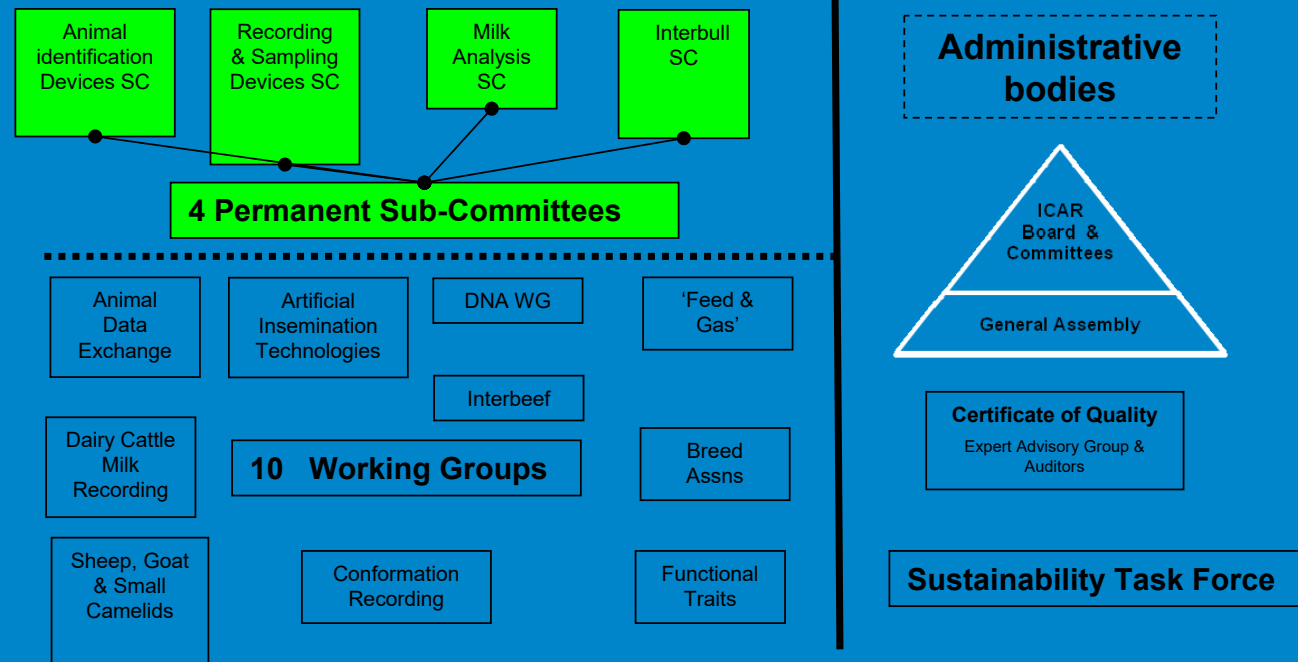 Animal
identification
Devices SC
Recording
& Sampling
Devices SC
Milk
Analysis
SC
Interbull
SC
4 Permanent Sub-Committees
Animal
Data
Exchange
Artificial
Insemination
Technologies
DNA WG
‘Feed &
Gas’
Interbeef
Dairy Cattle
Milk
Recording
10 Working Groups
Breed
Assns
Sheep, Goat
& Small
Camelids
Conformation
Recording
Functional
Traits
Administrative
bodies
ICAR
Board &
Committees
General Assembly
Certificate of Quality
Expert Advisory Group &
Auditors
Sustainability Task Force